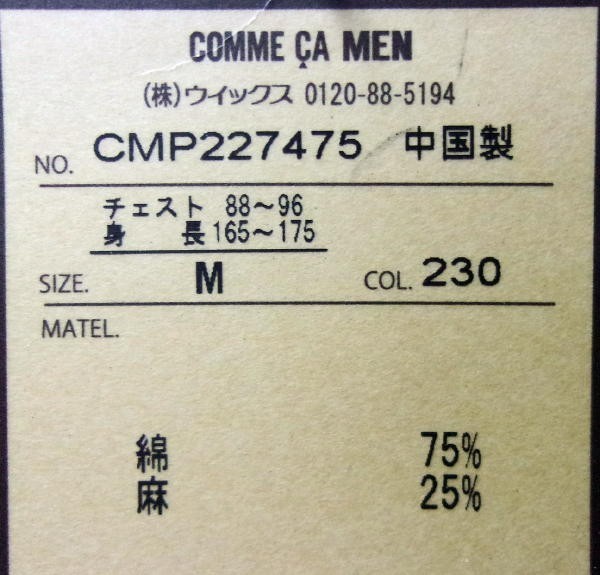 COMME ÇA MEN
(株)ウイックス 0120-88-5194
NO. CMP227475 中国製
チェスト 88～96
身長 165～175
SIZE. M COL. 230
MATEL.
綿 75%
麻 25%